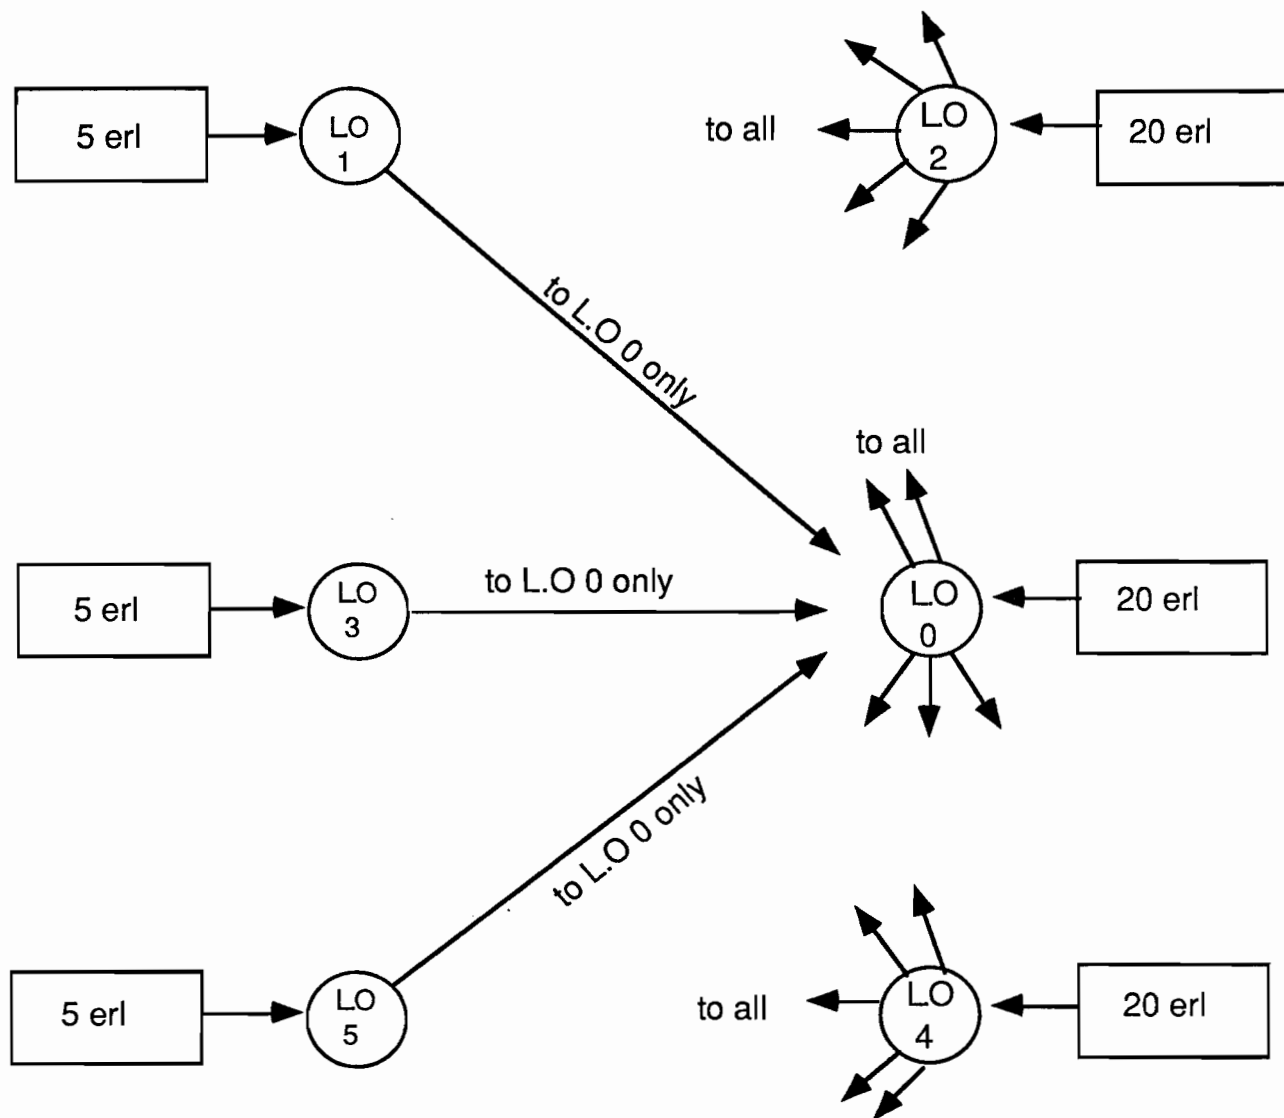 5 erl
LO
1
to all
LO
2
20 erl
to L.O 0 only
to all
5 erl
LO
3
to L.O 0 only
L.O
0
20 erl
to L.O 0 only
5 erl
LO
5
to all
LO
4
20 erl